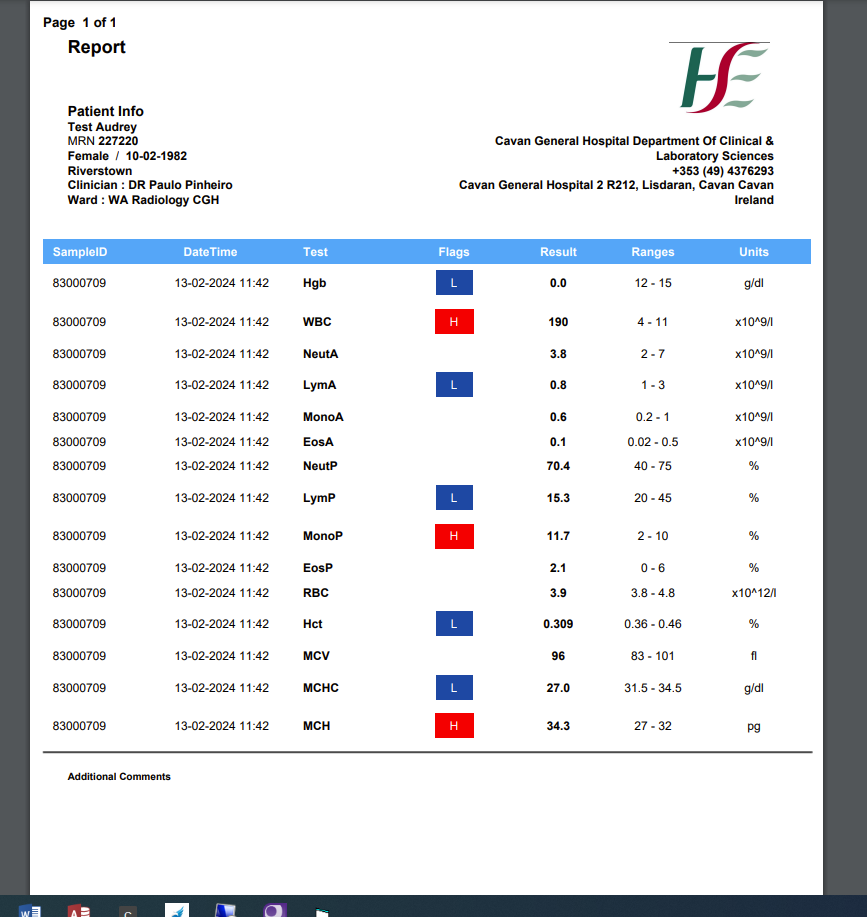 Page 1 of 1
Report
HSE
Patient Info
Test Audrey
MRN 227220
Female / 10-02-1982
Riverstown
Clinician : DR Paulo Pinheiro
Ward : WA Radiology CGH
Cavan General Hospital Department Of Clinical &
Laboratory Sciences
+353 (49) 4376293
Cavan General Hospital 2 R212, Lisdaran, Cavan Cavan
Ireland
SampleID DateTime Test Flags Result Ranges Units
83000709 13-02-2024 11:42 Hgb L 0.0 12 - 15 g/dl
83000709 13-02-2024 11:42 WBC H 190 4 - 11 x10^9/l
83000709 13-02-2024 11:42 NeutA 3.8 2 - 7 x10^9/l
83000709 13-02-2024 11:42 LymA L 0.8 1 - 3 x10^9/l
83000709 13-02-2024 11:42 MonoA 0.6 0.2 - 1 x10^9/l
83000709 13-02-2024 11:42 EosA 0.1 0.02 - 0.5 x10^9/l
83000709 13-02-2024 11:42 NeutP 70.4 40 - 75 %
83000709 13-02-2024 11:42 LymP L 15.3 20 - 45 %
83000709 13-02-2024 11:42 MonoP H 11.7 2 - 10 %
83000709 13-02-2024 11:42 EosP 2.1 0 - 6 %
83000709 13-02-2024 11:42 RBC 3.9 3.8 - 4.8 x10^12/l
83000709 13-02-2024 11:42 Hct L 0.309 0.36 - 0.46 %
83000709 13-02-2024 11:42 MCV 96 83 - 101 fl
83000709 13-02-2024 11:42 MCHC L 27.0 31.5 - 34.5 g/dl
83000709 13-02-2024 11:42 MCH H 34.3 27 - 32 pg
Additional Comments